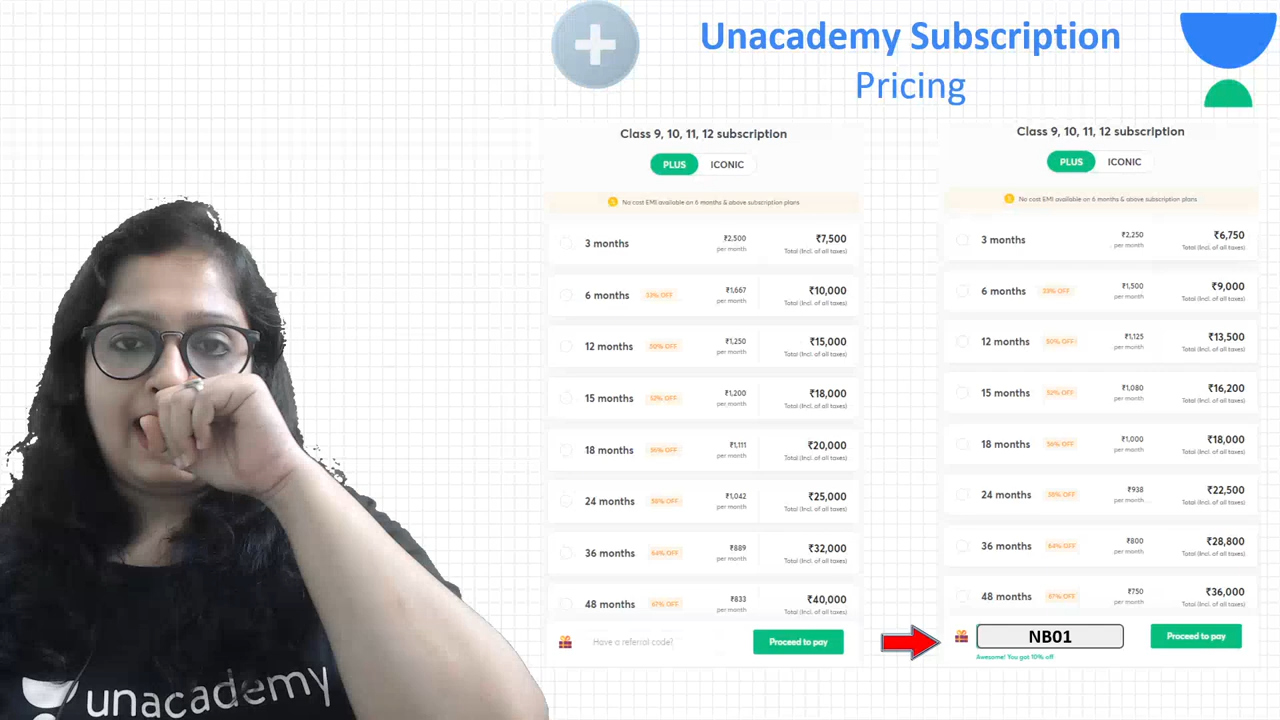 Unacademy Subscription
Pricing
Class 9, 10, 11, 12 subscription
PLUS ICONIC
No cost EMI available on 6 months & above subscription plans
3 months ₹2,500 ₹7,500
per month Total (Incl. of all taxes)
6 months 33% OFF ₹1,667 ₹10,000
per month Total (Incl. of all taxes)
12 months 50% OFF ₹1,250 ₹15,000
per month Total (Incl. of all taxes)
15 months 52% OFF ₹1,200 ₹18,000
per month Total (Incl. of all taxes)
18 months 56% OFF ₹1,111 ₹20,000
per month Total (Incl. of all taxes)
24 months 58% OFF ₹1,042 ₹25,000
per month Total (Incl. of all taxes)
36 months 64% OFF ₹889 ₹32,000
per month Total (Incl. of all taxes)
48 months 67% OFF ₹833 ₹40,000
per month Total (Incl. of all taxes)
Have a referral code? Proceed to pay
Class 9, 10, 11, 12 subscription
PLUS ICONIC
No cost EMI available on 6 months & above subscription plans
3 months ₹2,250 ₹6,750
per month Total (Incl. of all taxes)
6 months 33% OFF ₹1,500 ₹9,000
per month Total (Incl. of all taxes)
12 months 50% OFF ₹1,125 ₹13,500
per month Total (Incl. of all taxes)
15 months 52% OFF ₹1,080 ₹16,200
per month Total (Incl. of all taxes)
18 months 56% OFF ₹1,000 ₹18,000
per month Total (Incl. of all taxes)
24 months 58% OFF ₹938 ₹22,500
per month Total (Incl. of all taxes)
36 months 64% OFF ₹800 ₹28,800
per month Total (Incl. of all taxes)
48 months 67% OFF ₹750 ₹36,000
per month Total (Incl. of all taxes)
NB01 Proceed to pay
Awesome! You got 10% off
unacademy